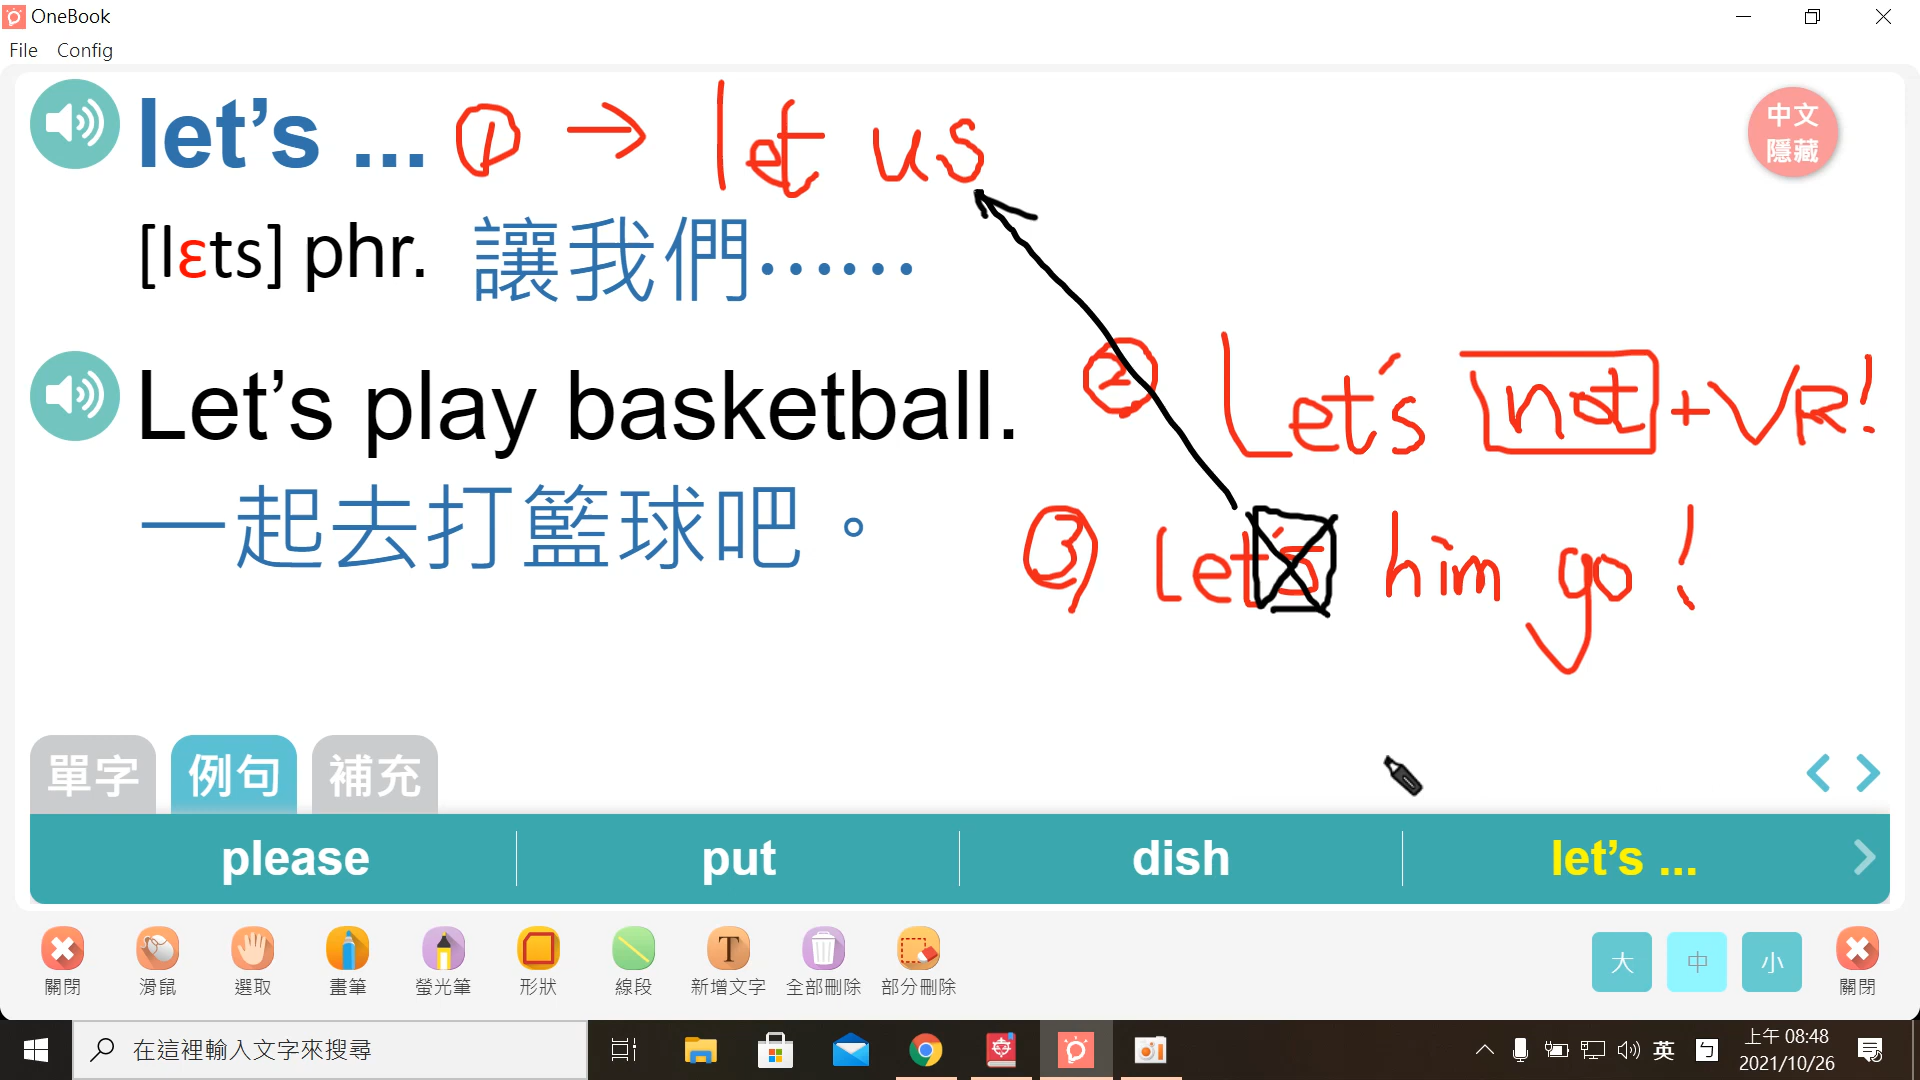 OneBook
File Config
let's ... ① → let us
中文
隱藏
[lɛts] phr. 讓我們……
② Let's not + VR!
Let's play basketball.
一起去打籃球吧。
③ Let's him go!
單字 例句 補充
please put dish let's ...
關閉 滑鼠 選取 畫筆 螢光筆 形狀 線段 新增文字 全部刪除 部分刪除 大 中 小 關閉
在這裡輸入文字來搜尋
英 ㄅ
上午 08:48
2021/10/26